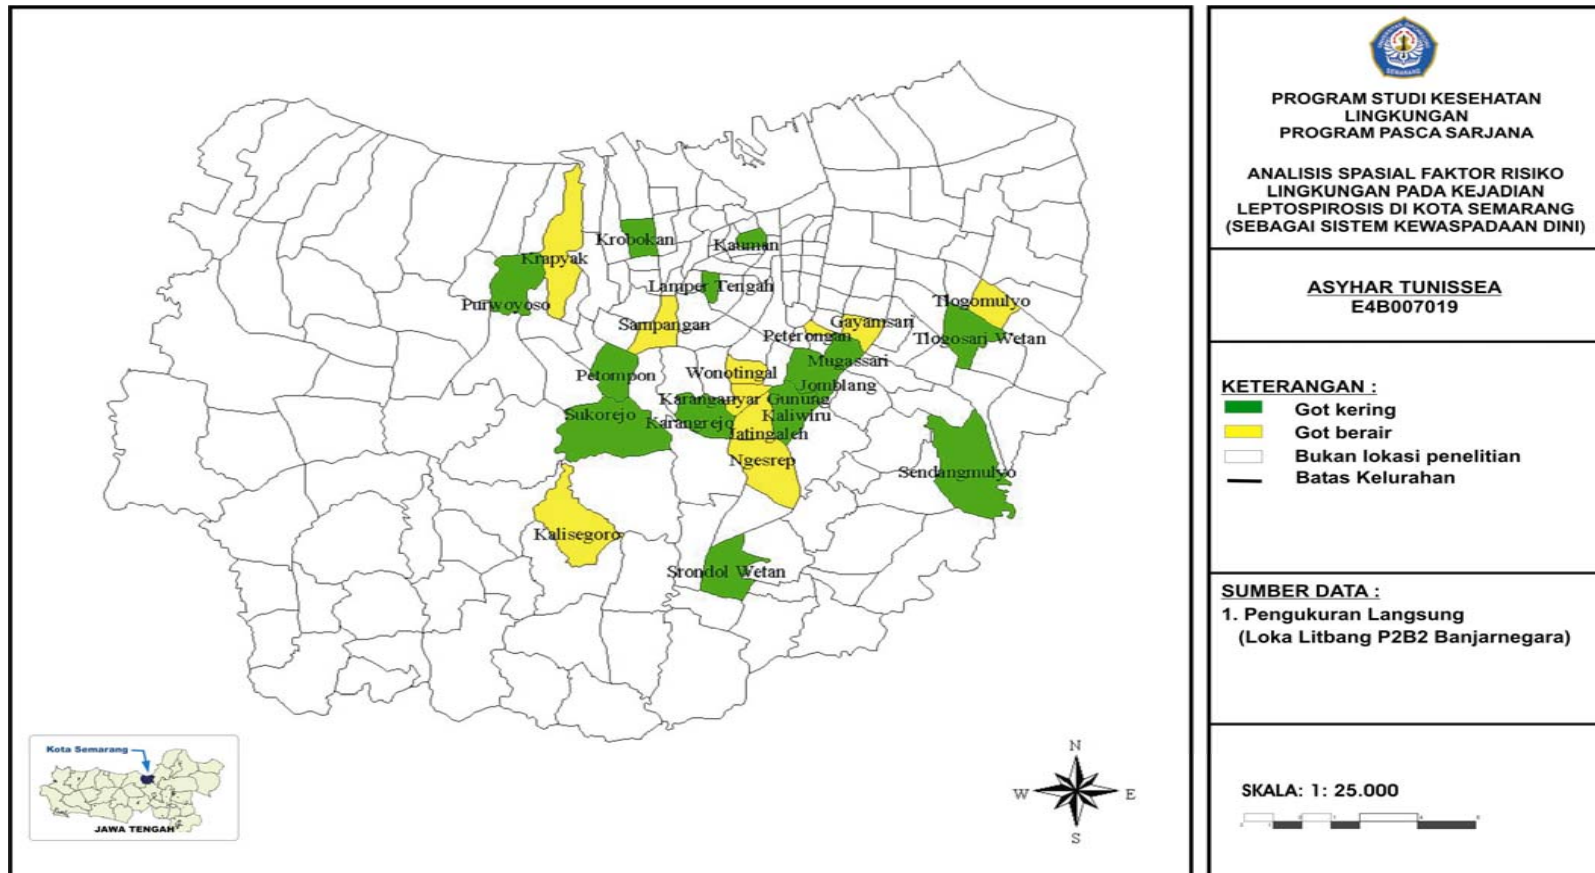 Krobokan
Kauman
Krapyak
Purwoyoso
Lamper Tengah
Tlogomulyo
Sampangan
Gayamsari
Peterongan
Tlogosari Wetan
Mugassari
Petompon
Wonotingal
Jomblang
Karanganyar Gunung
Sukorejo
Kaliwiru
Karangrejo
Jatingaleh
Ngesrep
Sendangmulyo
Kalisegoro
Srondol Wetan
Kota Semarang
JAWA TENGAH
N
W
E
S
SEMARANG
PROGRAM STUDI KESEHATAN
LINGKUNGAN
PROGRAM PASCA SARJANA
ANALISIS SPASIAL FAKTOR RISIKO
LINGKUNGAN PADA KEJADIAN
LEPTOSPIROSIS DI KOTA SEMARANG
(SEBAGAI SISTEM KEWASPADAAN DINI)
ASYHAR TUNISSEA
E4B007019
KETERANGAN :
Got kering
Got berair
Bukan lokasi penelitian
Batas Kelurahan
SUMBER DATA :
1. Pengukuran Langsung
(Loka Litbang P2B2 Banjarnegara)
SKALA: 1: 25.000